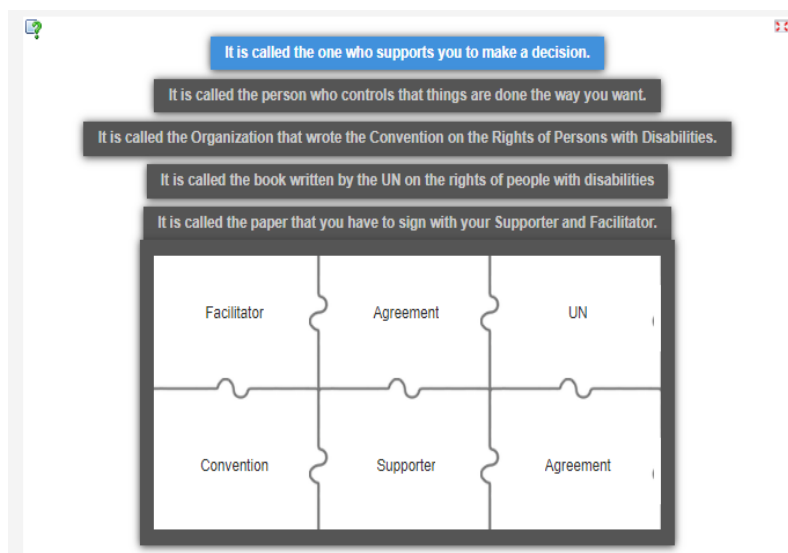 It is called the one who supports you to make a decision.
It is called the person who controls that things are done the way you want.
It is called the Organization that wrote the Convention on the Rights of Persons with Disabilities.
It is called the book written by the UN on the rights of people with disabilities
It is called the paper that you have to sign with your Supporter and Facilitator.
Facilitator Agreement UN
Convention Supporter Agreement